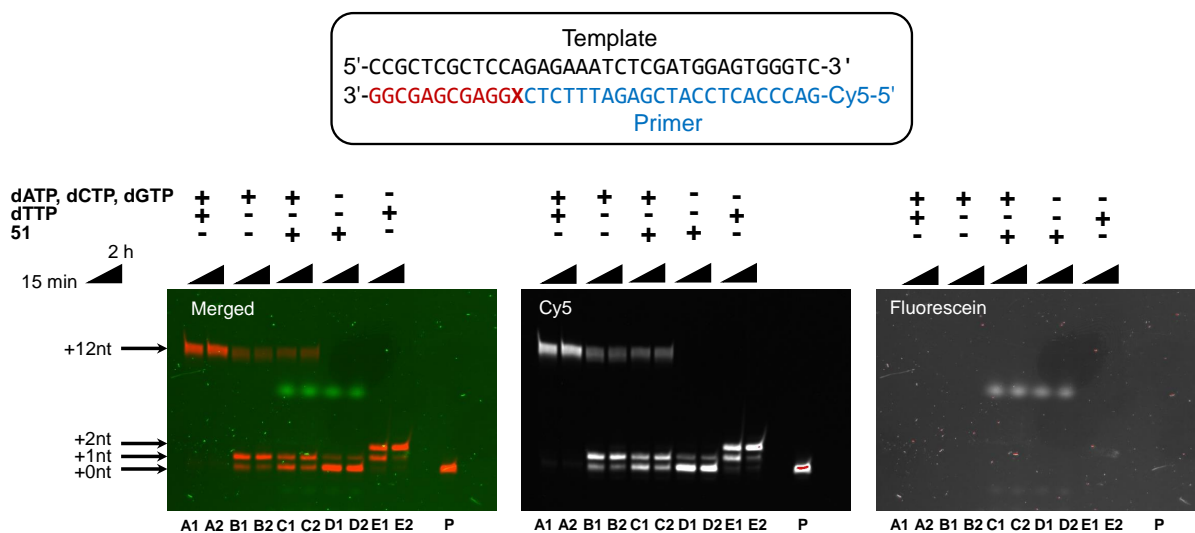 Template
5'-CCGCTCGCTCCAGAGAAATCTCGATGGAGTGGGTC-3'
3'-GGCGAGCGAGGXCTCTTTAGAGCTACCTCACCCAG-Cy5-5'
Primer
dATP, dCTP, dGTP + + + - - + + + - - + + + - -
dTTP + - - - + + - - - + + - - - +
51 - - + + - - - + + - - - + + -
2 h
15 min
Merged Cy5 Fluorescein
+12nt
+2nt
+1nt
+0nt
A1 A2 B1 B2 C1 C2 D1 D2 E1 E2 P A1 A2 B1 B2 C1 C2 D1 D2 E1 E2 P A1 A2 B1 B2 C1 C2 D1 D2 E1 E2 P